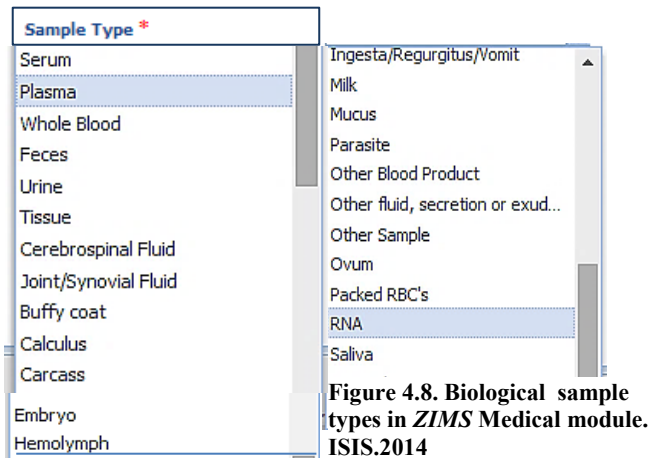 Sample Type *
Serum
Plasma
Whole Blood
Feces
Urine
Tissue
Cerebrospinal Fluid
Joint/Synovial Fluid
Buffy coat
Calculus
Carcass
Embryo
Hemolymph
Ingesta/Regurgitus/Vomit
Milk
Mucus
Parasite
Other Blood Product
Other fluid, secretion or exud...
Other Sample
Ovum
Packed RBC's
RNA
Saliva
Figure 4.8. Biological sample
types in ZIMS Medical module.
ISIS.2014